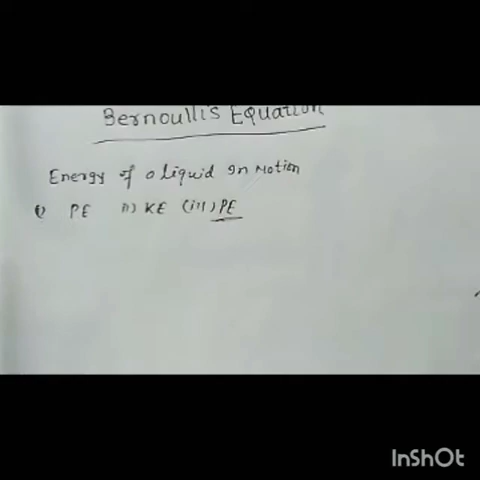 Bernoulli's Equation
Energy of a liquid In Motion
i) PE ii) KE (iii) PE
InShOt